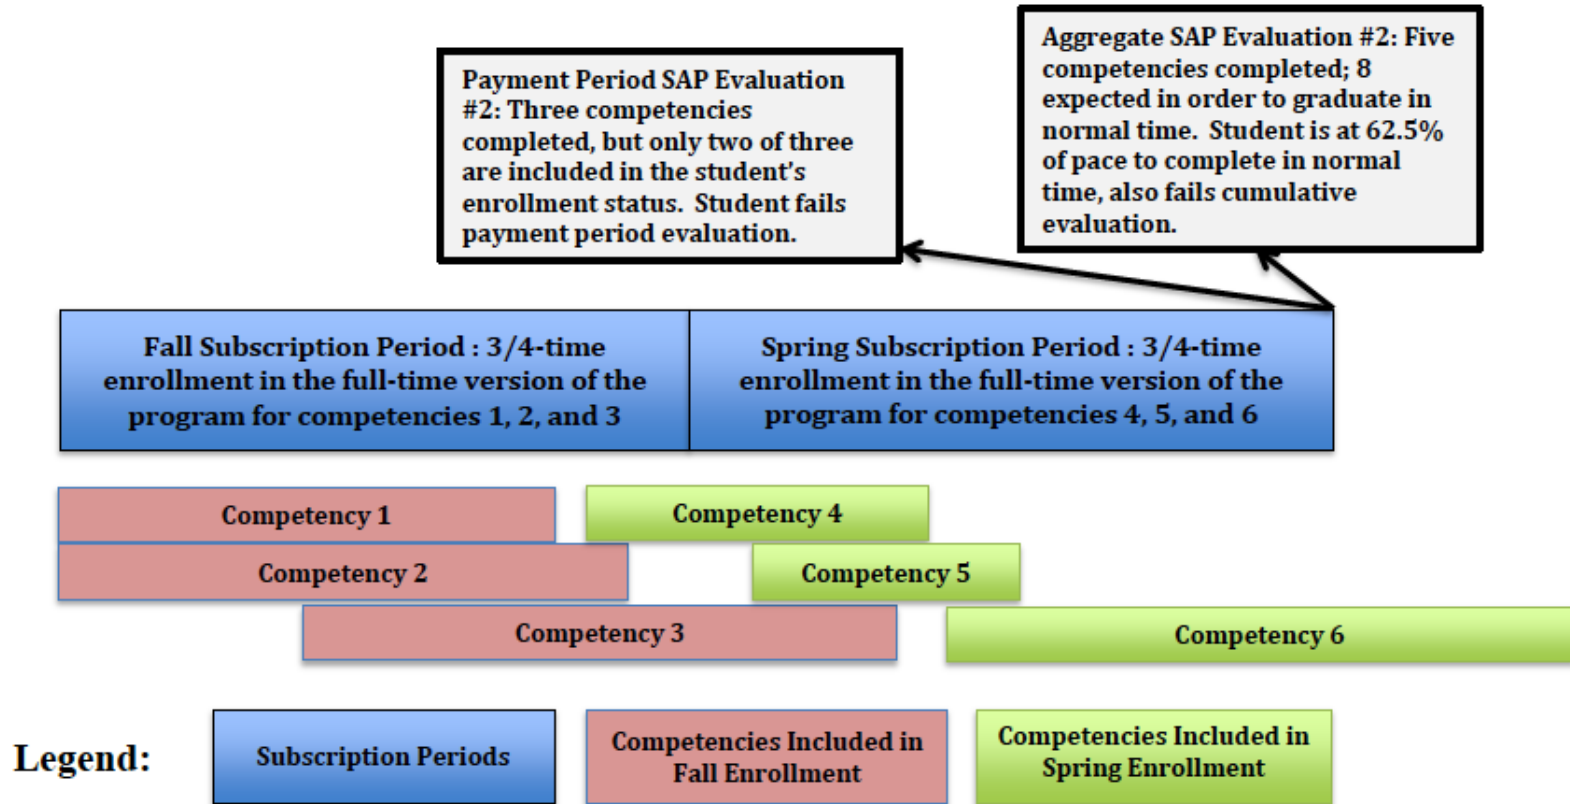 Payment Period SAP Evaluation
#2: Three competencies
completed, but only two of three
are included in the student's
enrollment status.  Student fails
payment period evaluation.
Aggregate SAP Evaluation #2: Five
competencies completed; 8
expected in order to graduate in
normal time.  Student is at 62.5%
of pace to complete in normal
time, also fails cumulative
evaluation.
Fall Subscription Period : 3/4-time
enrollment in the full-time version of the
program for competencies 1, 2, and 3
Spring Subscription Period : 3/4-time
enrollment in the full-time version of the
program for competencies 4, 5, and 6
Competency 1
Competency 4
Competency 2
Competency 5
Competency 3
Competency 6
Legend:
Subscription Periods
Competencies Included in
Fall Enrollment
Competencies Included in
Spring Enrollment